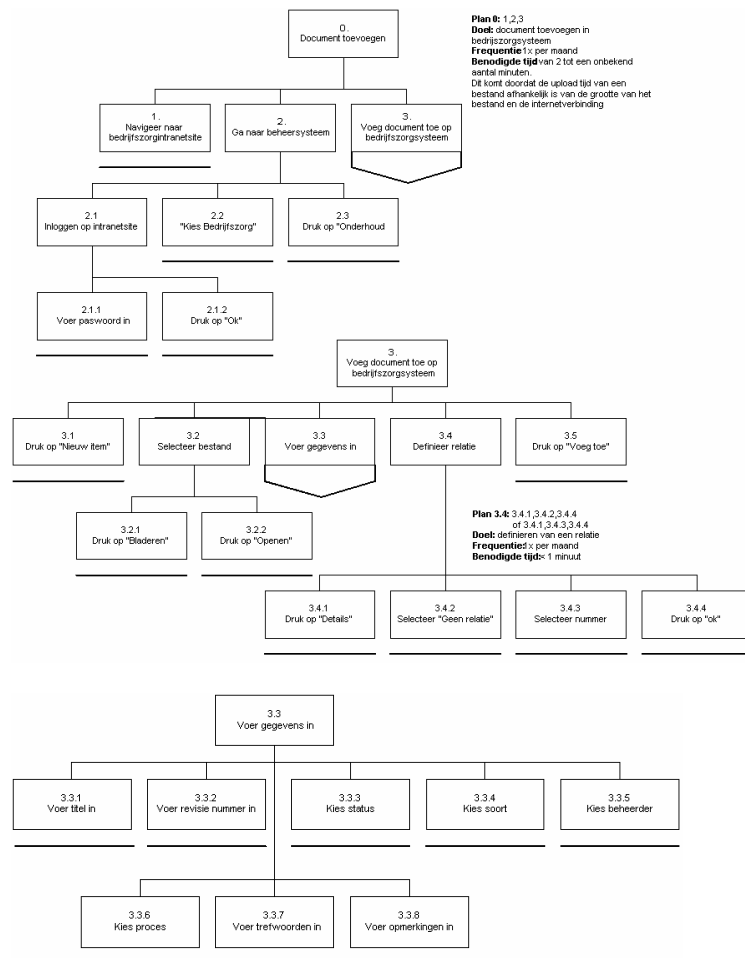 0.
Document toevoegen
Plan 0: 1,2,3
Doel: document toevoegen in
bedrijszorgsysteem
Frequentie: 1x per maand
Benodigde tijd: van 2 tot een onbekend
aantal minuten.
Dit komt doordat de upload tijd van een
bestand afhankelijk is van de grootte van het
bestand en de internetverbinding
1.
Navigeer naar
bedrijfszorgintranetsite
2.
Ga naar beheersysteem
3.
Voeg document toe op
bedrijfszorgsysteem
2.1
Inloggen op intranetsite
2.2
"Kies Bedrijfszorg"
2.3
Druk op "Onderhoud
2.1.1
Voer paswoord in
2.1.2
Druk op "Ok"
3.
Voeg document toe op
bedrijfszorgsysteem
3.1
Druk op "Nieuw item"
3.2
Selecteer bestand
3.3
Voer gegevens in
3.4
Definieer relatie
3.5
Druk op "Voeg toe"
3.2.1
Druk op "Bladeren"
3.2.2
Druk op "Openen"
Plan 3.4: 3.4.1,3.4.2,3.4.4
of 3.4.1,3.4.3,3.4.4
Doel: definieren van een relatie
Frequentie: 1x per maand
Benodigde tijd: < 1 minuut
3.4.1
Druk op "Details"
3.4.2
Selecteer "Geen relatie"
3.4.3
Selecteer nummer
3.4.4
Druk op "ok"
3.3
Voer gegevens in
3.3.1
Voer titel in
3.3.2
Voer revisie nummer in
3.3.3
Kies status
3.3.4
Kies soort
3.3.5
Kies beheerder
3.3.6
Kies proces
3.3.7
Voer trefwoorden in
3.3.8
Voer opmerkingen in